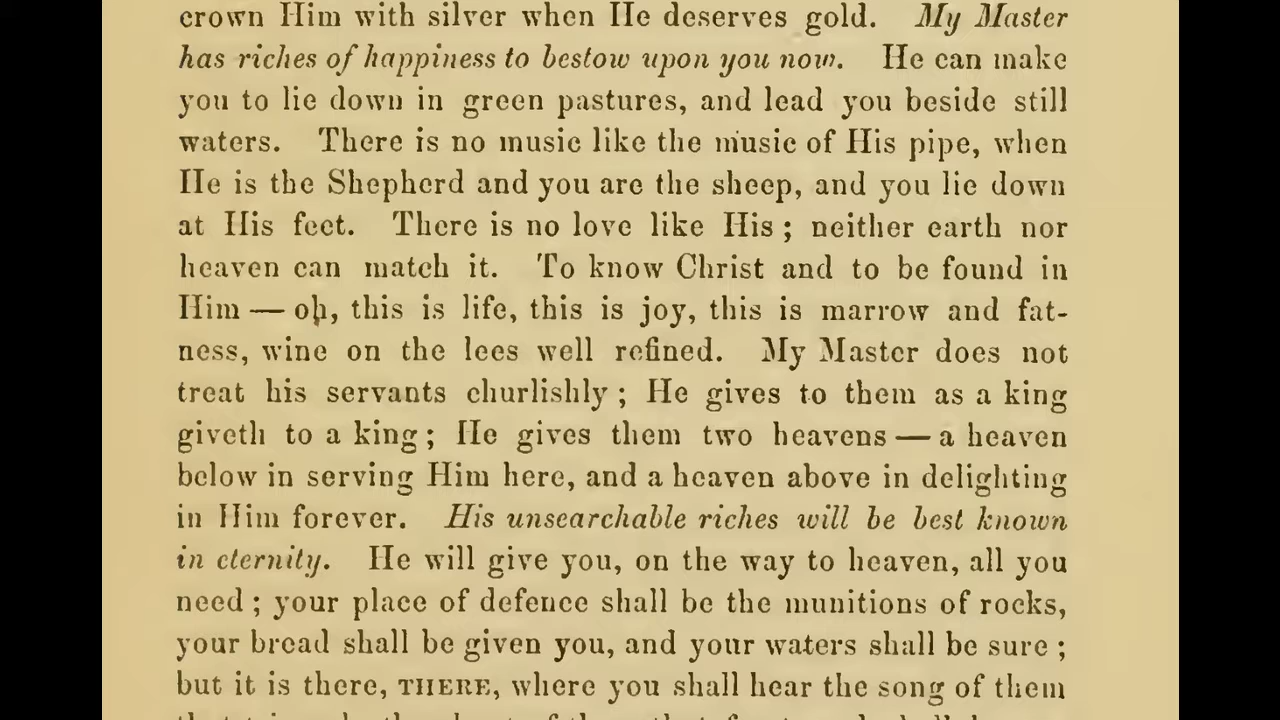 crown Him with silver when He deserves gold. My Master
has riches of happiness to bestow upon you now. He can make
you to lie down in green pastures, and lead you beside still
waters. There is no music like the music of His pipe, when
He is the Shepherd and you are the sheep, and you lie down
at His feet. There is no love like His ; neither earth nor
heaven can match it. To know Christ and to be found in
Him — oh, this is life, this is joy, this is marrow and fat-
ness, wine on the lees well refined. My Master does not
treat his servants churlishly ; He gives to them as a king
giveth to a king ; He gives them two heavens — a heaven
below in serving Him here, and a heaven above in delighting
in Him forever. His unsearchable riches will be best known
in eternity. He will give you, on the way to heaven, all you
need ; your place of defence shall be the munitions of rocks,
your bread shall be given you, and your waters shall be sure ;
but it is there, THERE, where you shall hear the song of them